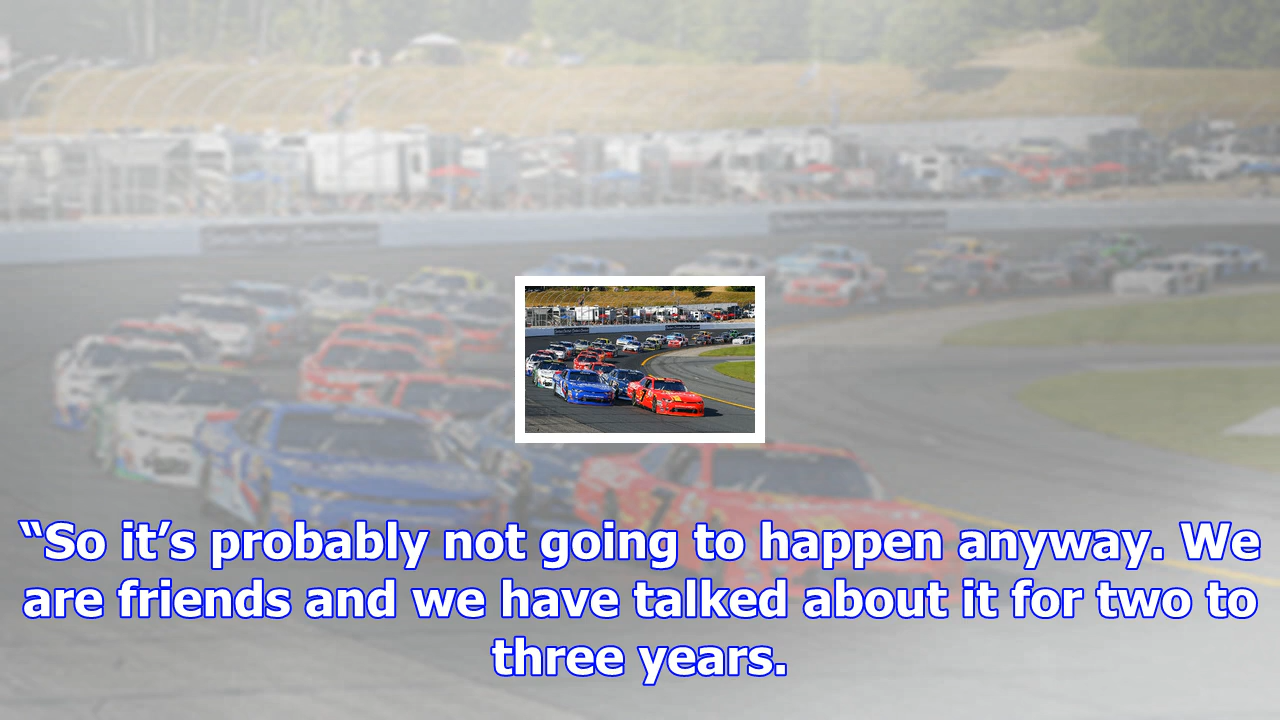 “So it’s probably not going to happen anyway. We
are friends and we have talked about it for two to
three years.